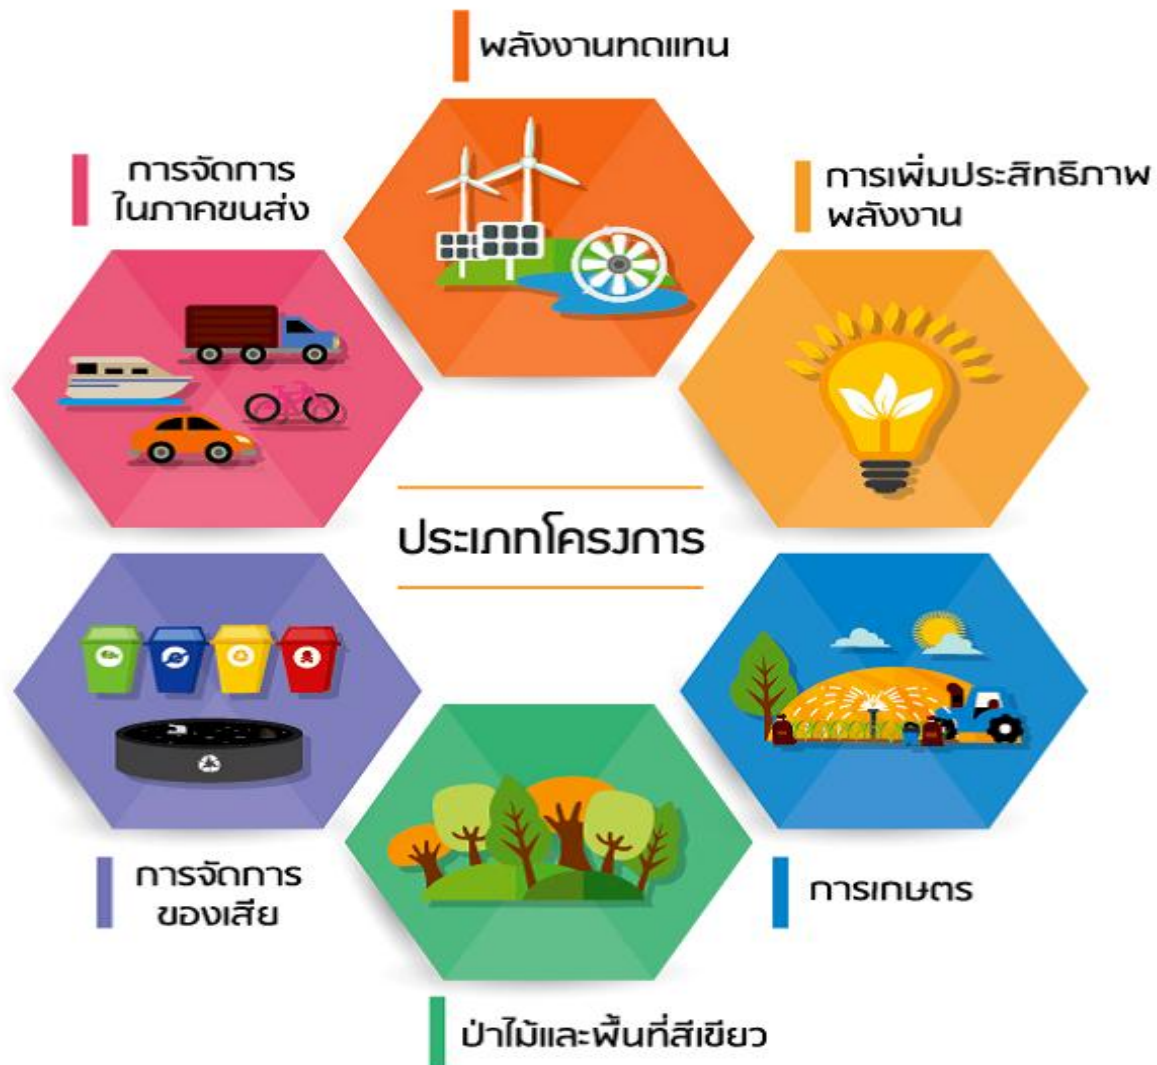 พลังงานทดแทน
การจัดการ
ในภาคขนส่ง
การเพิ่มประสิทธิภาพ
พลังงาน
ประเภทโครงการ
การจัดการ
ของเสีย
การเกษตร
ป่าไม้และพื้นที่สีเขียว